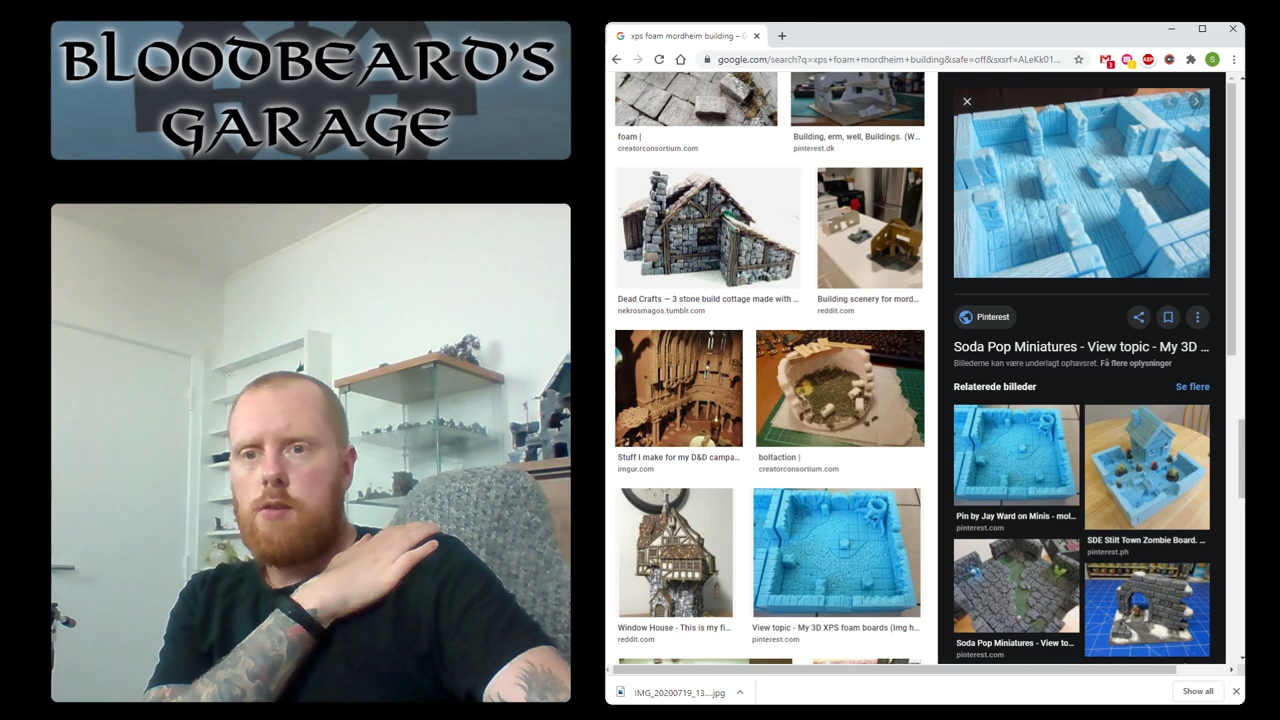 BLOODBEARD'S
GARAGE
xps foam mordheim building – G
google.com/search?q=xps+foam+mordheim+building&safe=off&sxsrf=ALeKk01...
foam |
creatorconsortium.com
Building, erm, well, Buildings. (W...
pinterest.dk
Dead Crafts — 3 stone build cottage made with ...
nekrosmagos.tumblr.com
Building scenery for mord...
reddit.com
Stuff I make for my D&D campa...
imgur.com
boltaction |
creatorconsortium.com
Window House - This is my fi...
reddit.com
View topic - My 3D XPS foam boards (Img h...
pinterest.com
Pinterest
Soda Pop Miniatures - View topic - My 3D ...
Billederne kan være underlagt ophavsret. Få flere oplysninger
Relaterede billeder
Se flere
Pin by Jay Ward on Minis - mol...
pinterest.com
SDE Stilt Town Zombie Board. ...
pinterest.ph
Soda Pop Miniatures - View to...
pinterest.com
IMG_20200719_13....jpg
Show all